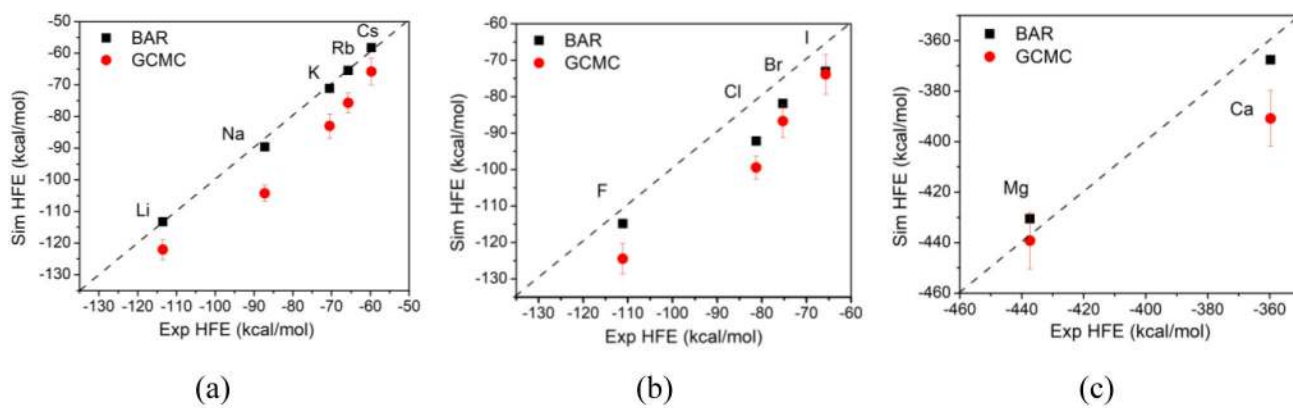 -50
-60
-70
-80
-90
-100
-110
-120
-130
Sim HFE (kcal/mol)
BAR
GCMC
Li
Na
K
Rb
Cs
-130 -120 -110 -100 -90 -80 -70 -60 -50
Exp HFE (kcal/mol)
(a)
-60
-70
-80
-90
-100
-110
-120
-130
Sim HFE (kcal/mol)
BAR
GCMC
F
Cl
Br
I
-130 -120 -110 -100 -90 -80 -70 -60
Exp HFE (kcal/mol)
(b)
-360
-380
-400
-420
-440
-460
Sim HFE (kcal/mol)
BAR
GCMC
Mg
Ca
-460 -440 -420 -400 -380 -360
Exp HFE (kcal/mol)
(c)